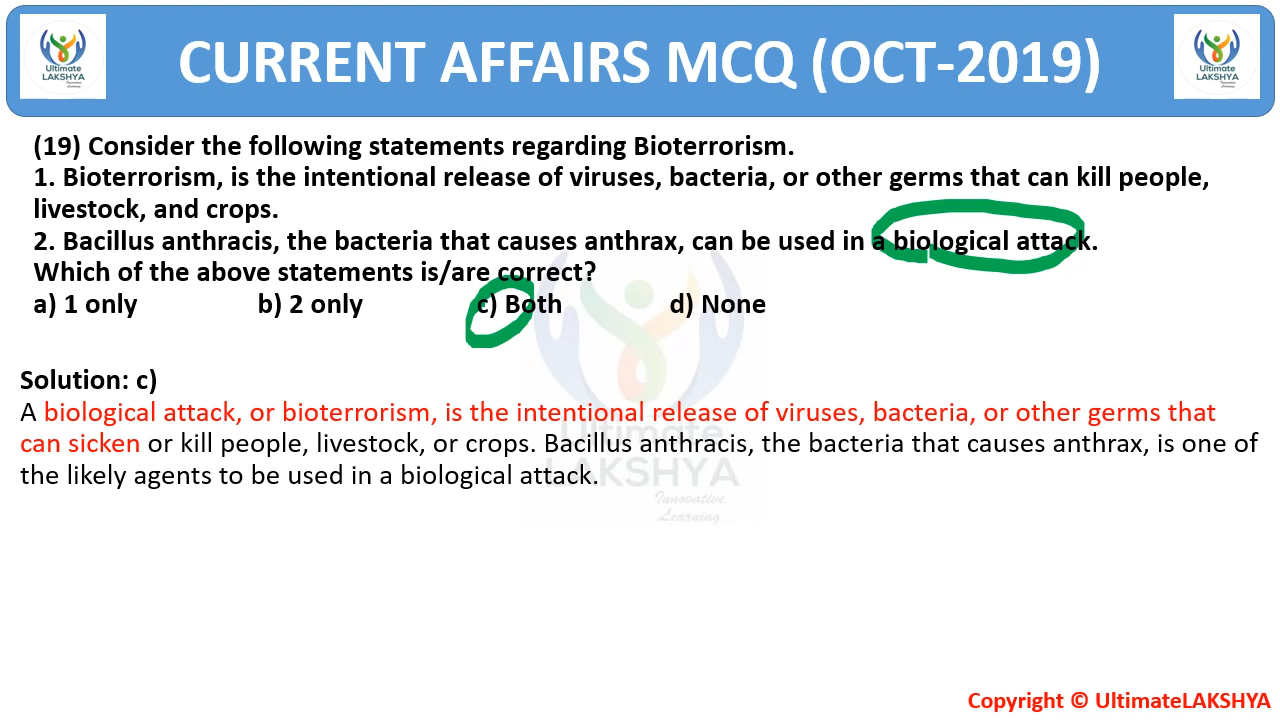 Ultimate
LAKSHYA
CURRENT AFFAIRS MCQ (OCT-2019)
Ultimate
LAKSHYA
(19) Consider the following statements regarding Bioterrorism.
1. Bioterrorism, is the intentional release of viruses, bacteria, or other germs that can kill people,
livestock, and crops.
2. Bacillus anthracis, the bacteria that causes anthrax, can be used in a biological attack.
Which of the above statements is/are correct?
a) 1 only b) 2 only c) Both d) None
Solution: c)
A biological attack, or bioterrorism, is the intentional release of viruses, bacteria, or other germs that
can sicken or kill people, livestock, or crops. Bacillus anthracis, the bacteria that causes anthrax, is one of
the likely agents to be used in a biological attack.
Ultimate
LAKSHYA
Innovative
Learning
Copyright © UltimateLAKSHYA